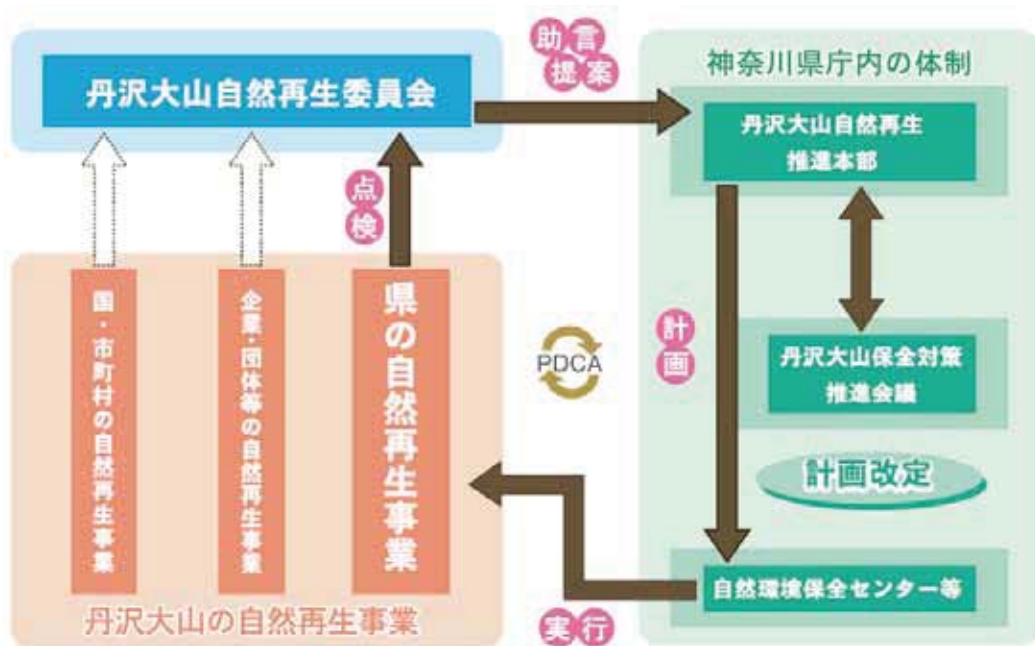 助言
提案
神奈川県庁内の体制
丹沢大山自然再生委員会
丹沢大山自然再生
推進本部
点検
国・市町村の自然再生事業
企業・団体等の自然再生事業
県の自然再生事業
PDCA
計画
丹沢大山保全対策
推進会議
計画改定
自然環境保全センター等
丹沢大山の自然再生事業
実行